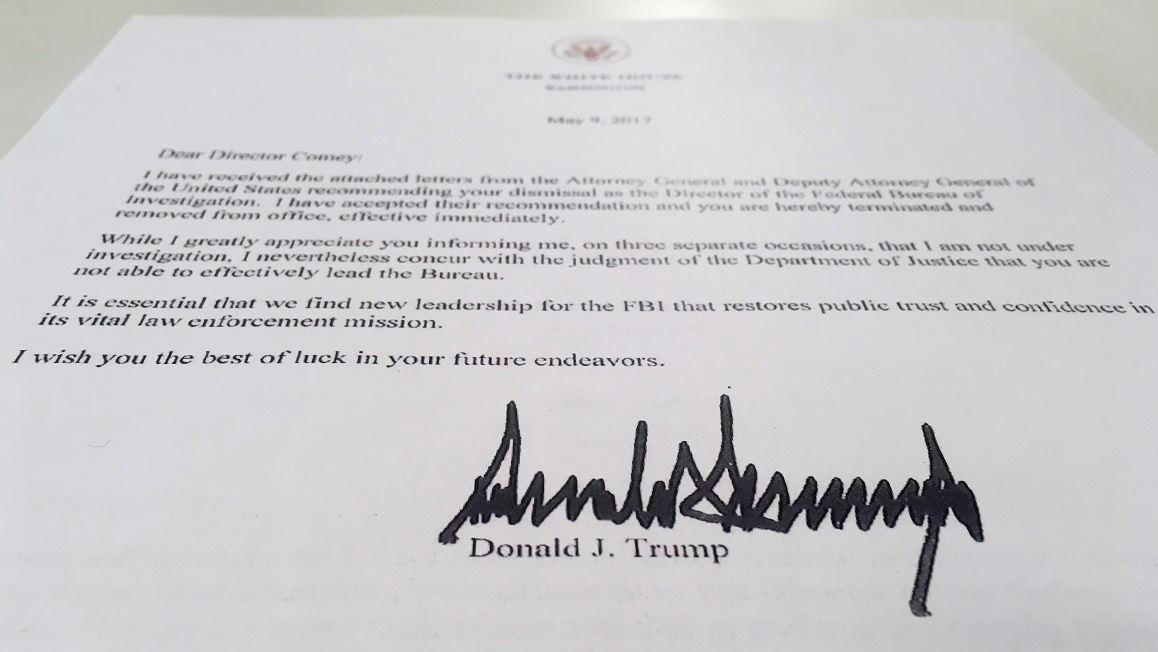 THE WHITE HOUSE
WASHINGTON
May 9, 2017
Dear Director Comey:
I have received the attached letters from the Attorney General and Deputy Attorney General of
the United States recommending your dismissal as the Director of the Federal Bureau of
Investigation. I have accepted their recommendation and you are hereby terminated and
removed from office, effective immediately.
While I greatly appreciate you informing me, on three separate occasions, that I am not under
investigation, I nevertheless concur with the judgment of the Department of Justice that you are
not able to effectively lead the Bureau.
It is essential that we find new leadership for the FBI that restores public trust and confidence in
its vital law enforcement mission.
I wish you the best of luck in your future endeavors.
Donald J. Trump